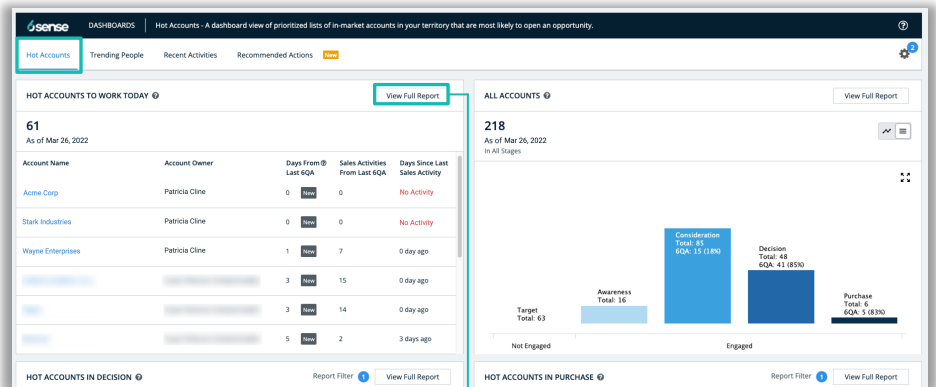 6sense DASHBOARDS Hot Accounts - A dashboard view of prioritized lists of in-market accounts in your territory that are most likely to open an opportunity.
Hot Accounts Trending People Recent Activities Recommended Actions New 2
HOT ACCOUNTS TO WORK TODAY View Full Report
61
As of Mar 26, 2022
Account Name Account Owner Days From Last 6QA Sales Activities From Last 6QA Days Since Last Sales Activity
Acme Corp Patricia Cline 0 New 0 No Activity
Stark Industries Patricia Cline 0 New 0 No Activity
Wayne Enterprises Patricia Cline 1 New 7 0 day ago
3 New 15 0 day ago
3 New 14 0 day ago
5 New 2 3 days ago
ALL ACCOUNTS View Full Report
218
As of Mar 26, 2022
In All Stages
Target
Total: 63
Awareness
Total: 16
Consideration
Total: 85
6QA: 15 (18%)
Decision
Total: 48
6QA: 41 (85%)
Purchase
Total: 6
6QA: 5 (83%)
Not Engaged Engaged
HOT ACCOUNTS IN DECISION Report Filter 1 View Full Report
HOT ACCOUNTS IN PURCHASE Report Filter 1 View Full Report